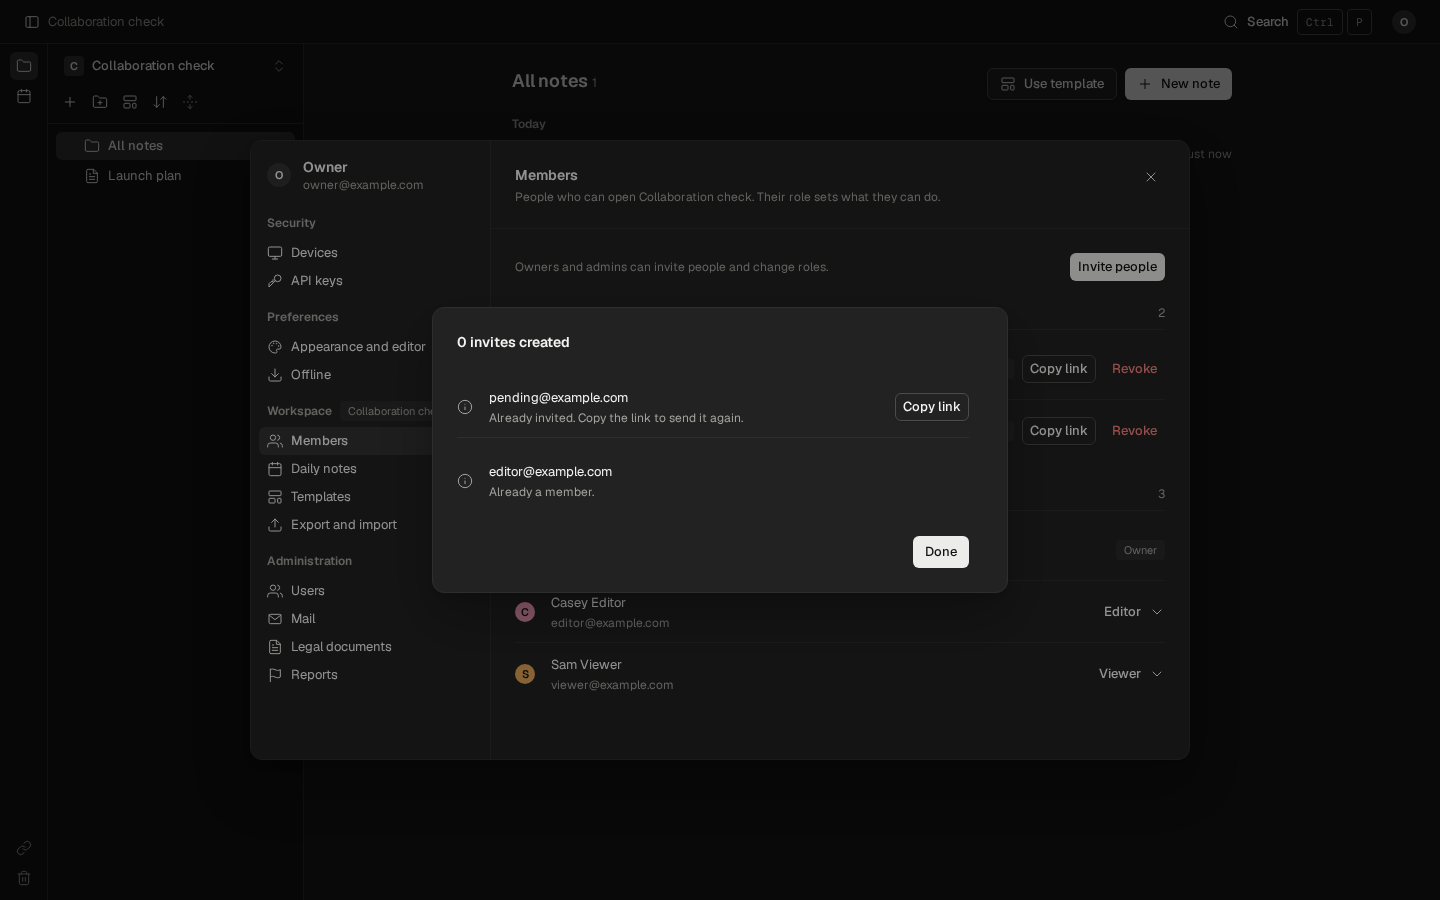 Collaboration check
Search Ctrl P O
C Collaboration check
All notes 1
Use template
New note
Today
All notes
Launch plan
just now
O Owner
owner@example.com
Security
Devices
API keys
Preferences
Appearance and editor
Offline
Workspace
Members
Daily notes
Templates
Export and import
Administration
Users
Mail
Legal documents
Reports
Members
People who can open Collaboration check. Their role sets what they can do.
Owners and admins can invite people and change roles.
Invite people
2
Copy link Revoke
Copy link Revoke
3
Owner
C Casey Editor
editor@example.com
Editor
S Sam Viewer
viewer@example.com
Viewer
0 invites created
pending@example.com
Already invited. Copy the link to send it again.
Copy link
editor@example.com
Already a member.
Done